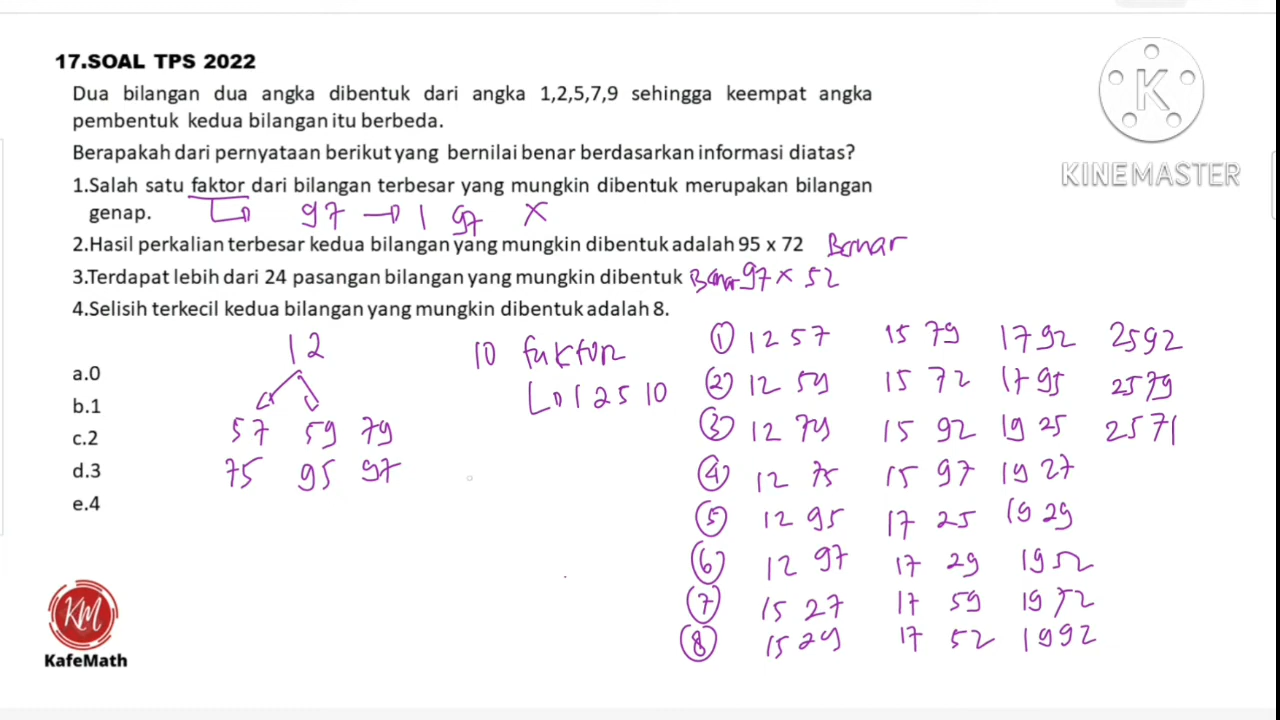 17.SOAL TPS 2022
Dua bilangan dua angka dibentuk dari angka 1,2,5,7,9 sehingga keempat angka
pembentuk kedua bilangan itu berbeda.
Berapakah dari pernyataan berikut yang bernilai benar berdasarkan informasi diatas?
1.Salah satu faktor dari bilangan terbesar yang mungkin dibentuk merupakan bilangan
genap. 97 → 1 97 X
2.Hasil perkalian terbesar kedua bilangan yang mungkin dibentuk adalah 95 x 72 Benar
3.Terdapat lebih dari 24 pasangan bilangan yang mungkin dibentuk Benar 97 x 52
4.Selisih terkecil kedua bilangan yang mungkin dibentuk adalah 8.
a.0
b.1
c.2
d.3
e.4
12
57 59 79
75 95 97
10 faktor
1 2 5 10
① 12 57 15 79 17 92 25 92
② 12 59 15 72 17 95 25 79
③ 12 79 15 92 19 25 25 71
④ 12 75 15 97 19 27
⑤ 12 95 17 25 19 29
⑥ 12 97 17 29 19 52
⑦ 15 27 17 59 19 72
⑧ 15 29 17 52 19 92
K
KINEMASTER
KM
KafeMath